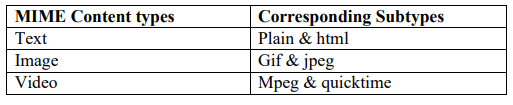 MIME Content types Corresponding Subtypes
Text Plain & html
Image Gif & jpeg
Video Mpeg & quicktime